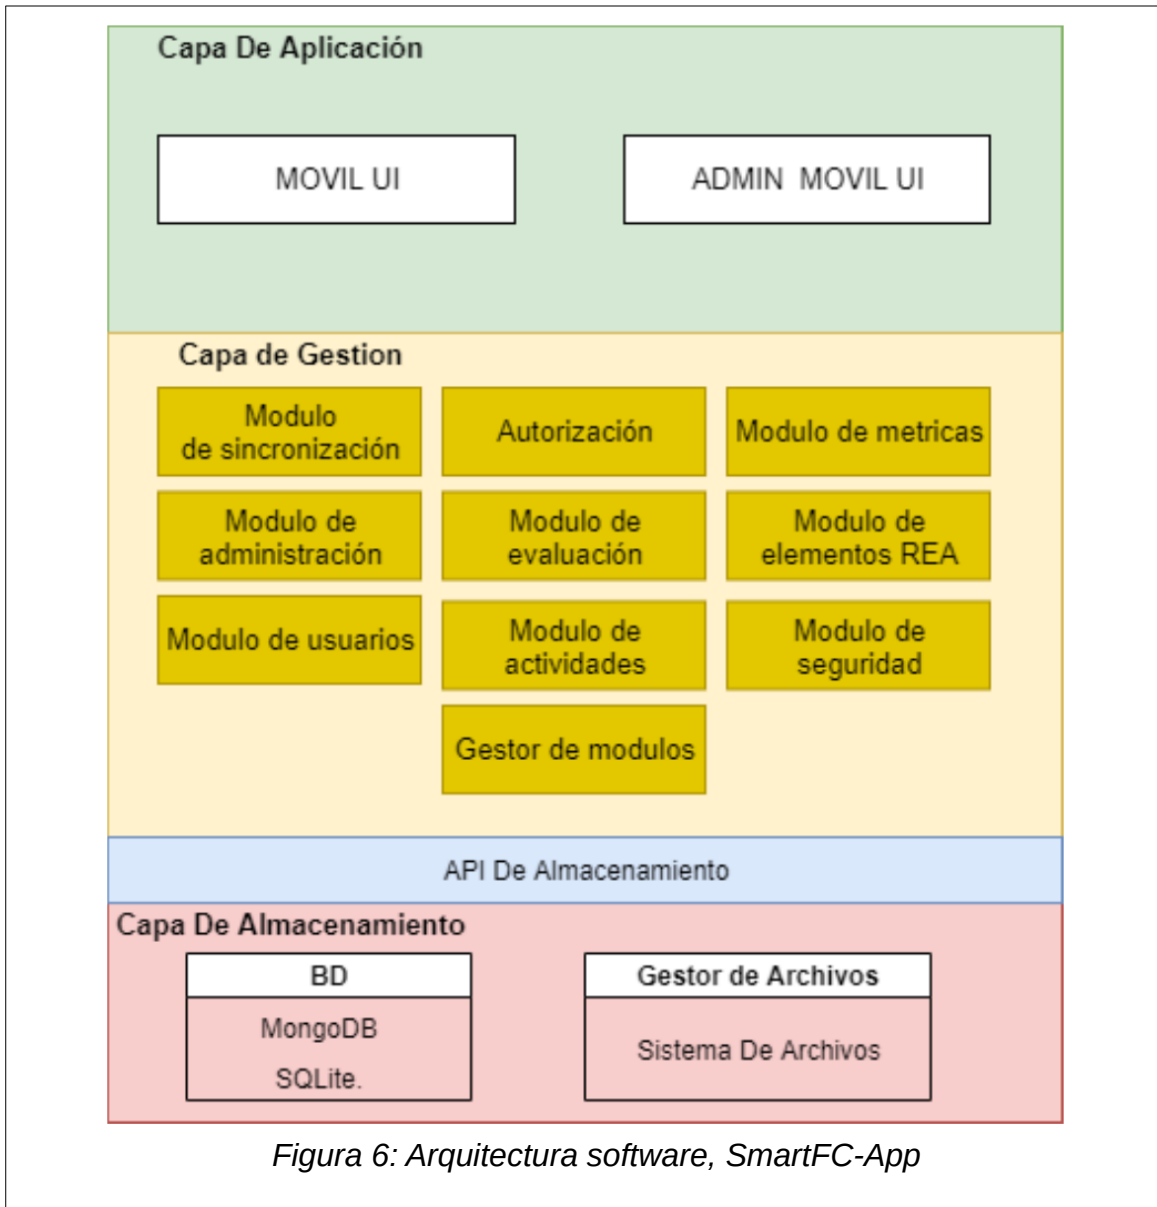 Capa De Aplicación
MOVIL UI
ADMIN MOVIL UI
Capa de Gestion
Modulo
de sincronización
Autorización
Modulo de metricas
Modulo de
administración
Modulo de
evaluación
Modulo de
elementos REA
Modulo de usuarios
Modulo de
actividades
Modulo de
seguridad
Gestor de modulos
API De Almacenamiento
Capa De Almacenamiento
BD
MongoDB
SQLite.
Gestor de Archivos
Sistema De Archivos
Figura 6: Arquitectura software, SmartFC-App